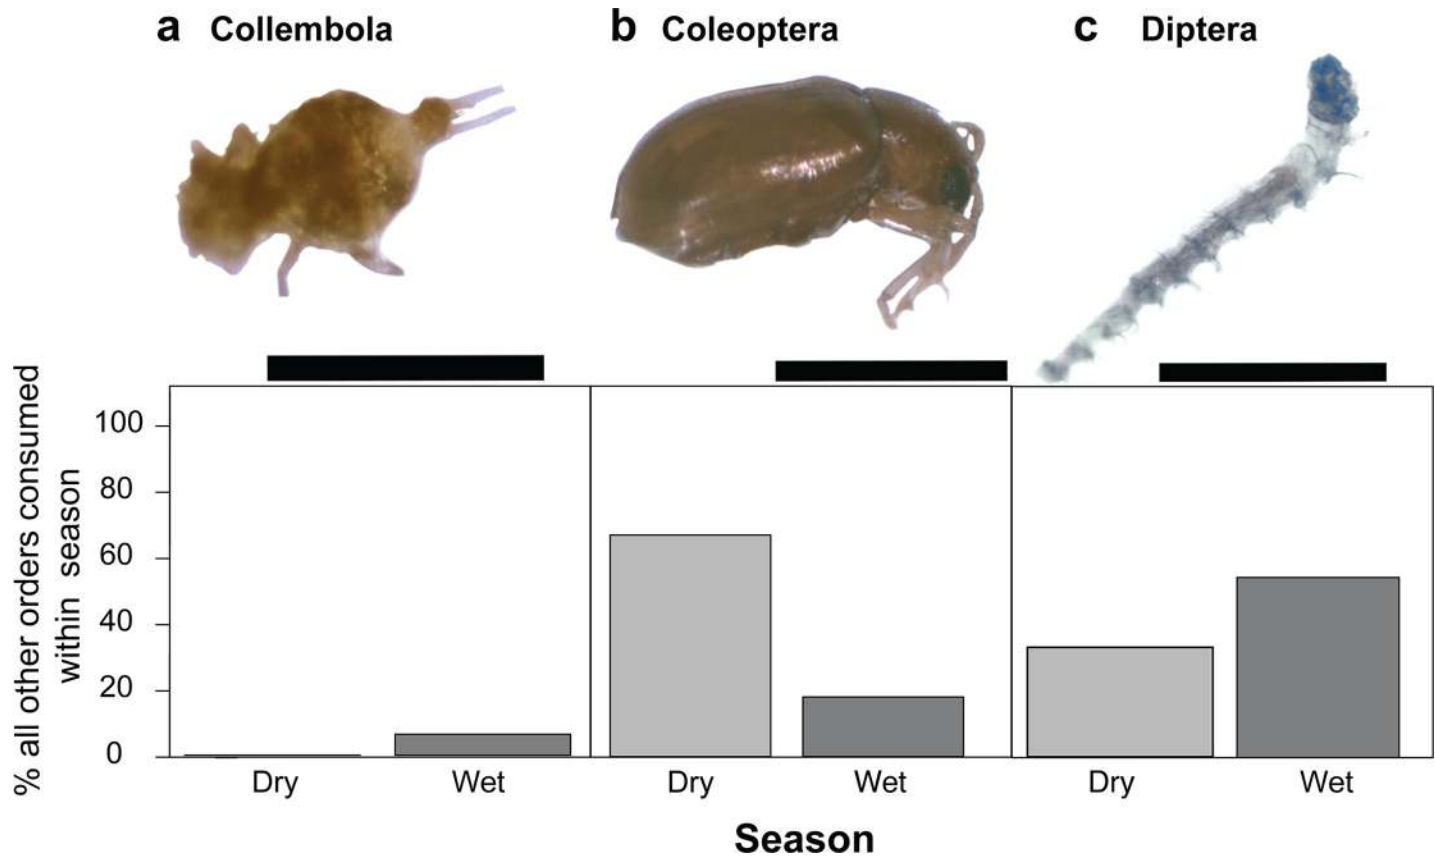 a Collembola
b Coleoptera
c Diptera
% all other orders consumed
within season
100
80
60
40
20
0
Dry
Wet
Dry
Wet
Dry
Wet
Season